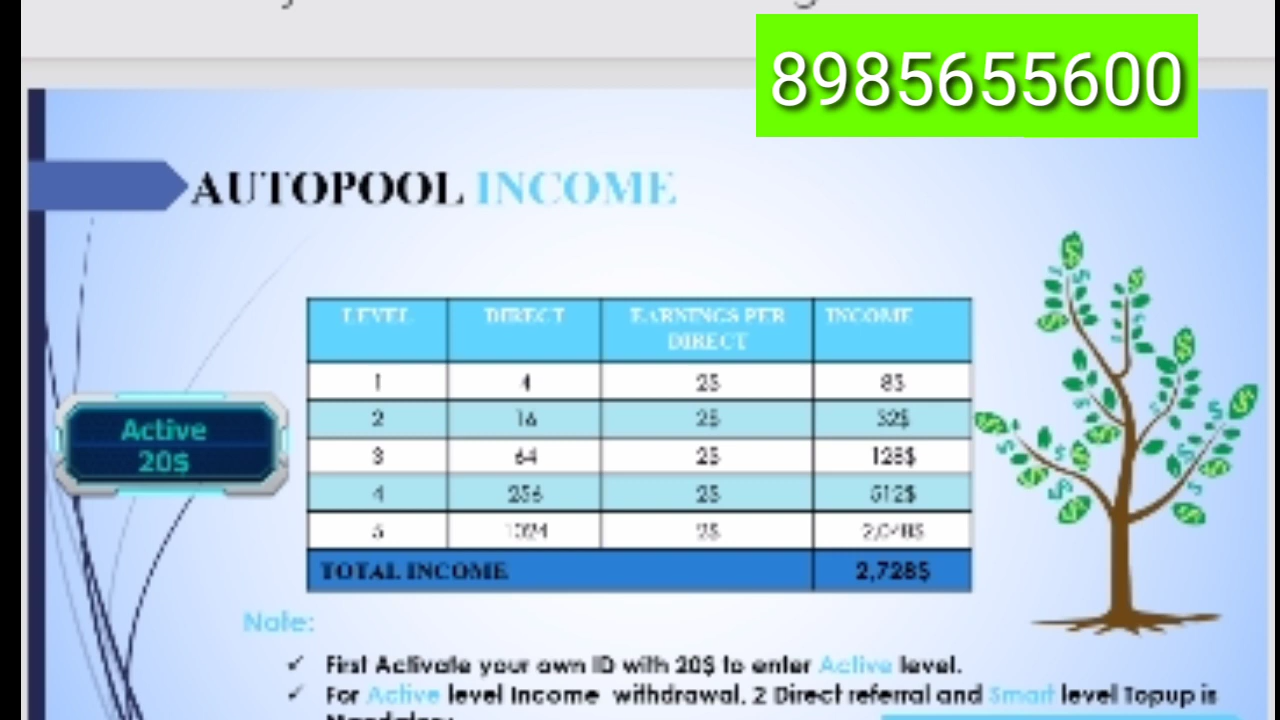 8985655600
AUTOPOOL INCOME
LEVEL DIRECT EARNINGS PER DIRECT INCOME
1 4 2$ 8$
2 16 2$ 32$
3 64 2$ 128$
4 256 2$ 512$
5 1024 2$ 2,048$
TOTAL INCOME 2,728$
Active
20$
Note:
✓ First Activate your own ID with 20$ to enter Active level.
✓ For Active level Income withdrawal, 2 Direct referral and Smart level Topup is